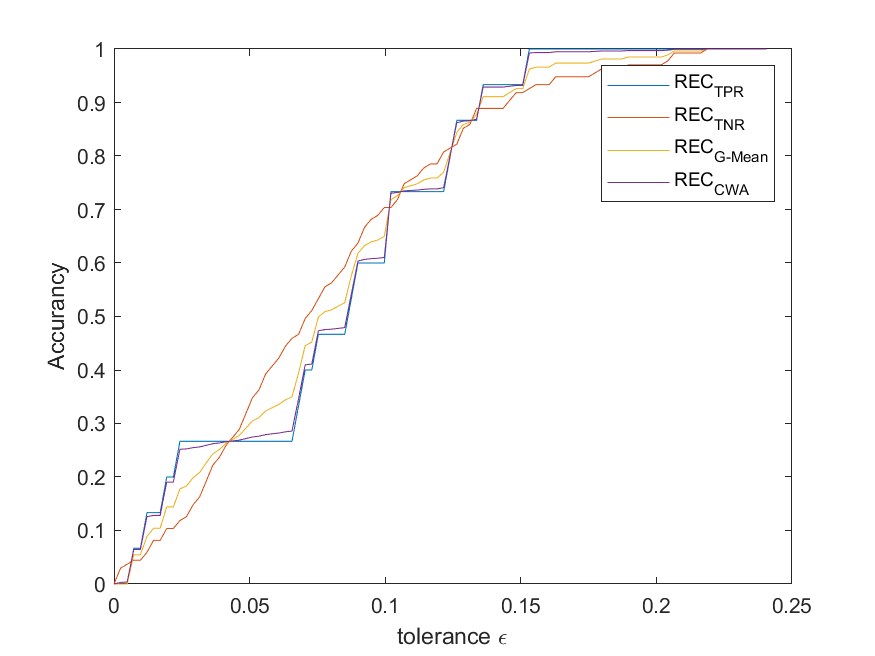 1
0.9
0.8
0.7
0.6
0.5
0.4
0.3
0.2
0.1
0
Accurancy
REC_TPR
REC_TNR
REC_G-Mean
REC_CWA
0 0.05 0.1 0.15 0.2 0.25
tolerance ϵ